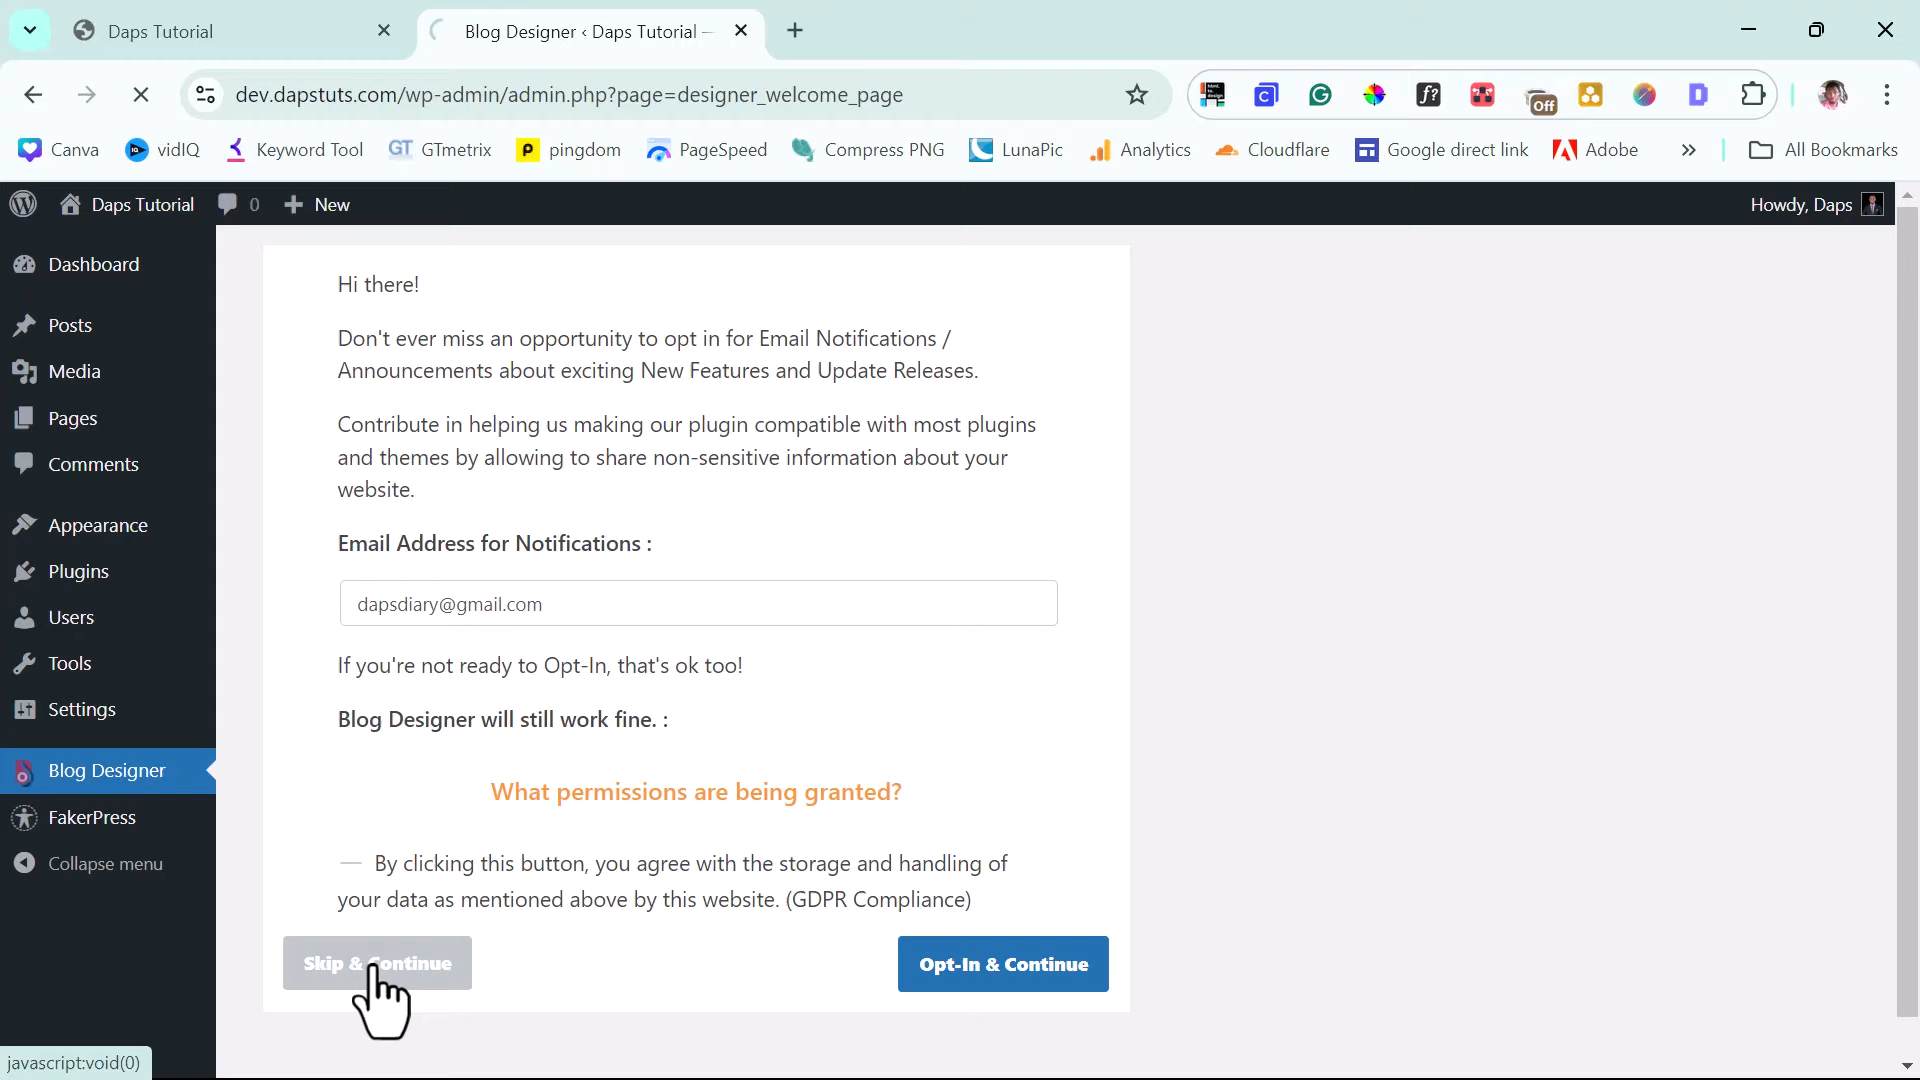 Daps Tutorial
Blog Designer ‹ Daps Tutorial —
dev.dapstuts.com/wp-admin/admin.php?page=designer_welcome_page
f?
Off
Canva
vidIQ
Keyword Tool
GT GTmetrix
p pingdom
PageSpeed
Compress PNG
LunaPic
Analytics
Cloudflare
Google direct link
Adobe
»
All Bookmarks
Daps Tutorial
0
New
Howdy, Daps
Dashboard
Posts
Media
Pages
Comments
Appearance
Plugins
Users
Tools
Settings
Blog Designer
FakerPress
Collapse menu
Hi there!
Don't ever miss an opportunity to opt in for Email Notifications /
Announcements about exciting New Features and Update Releases.
Contribute in helping us making our plugin compatible with most plugins
and themes by allowing to share non-sensitive information about your
website.
Email Address for Notifications :
dapsdiary@gmail.com
If you're not ready to Opt-In, that's ok too!
Blog Designer will still work fine. :
What permissions are being granted?
By clicking this button, you agree with the storage and handling of
your data as mentioned above by this website. (GDPR Compliance)
Skip & Continue
Opt-In & Continue
javascript:void(0)